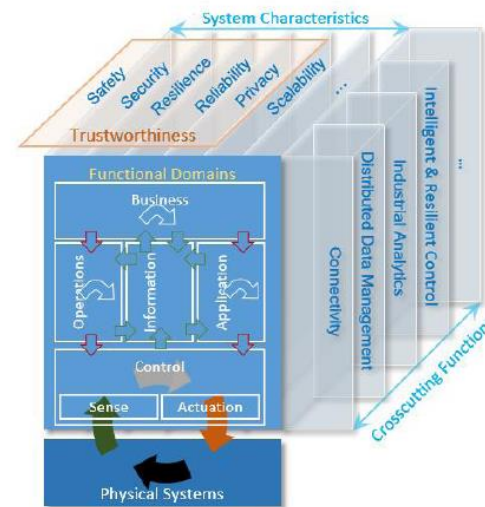 System Characteristics
Safety
Security
Resilience
Reliability
Privacy
Scalability
...
Trustworthiness
Functional Domains
Business
Operations
Information
Application
Control
Sense
Actuation
Physical Systems
Connectivity
Distributed Data Management
Industrial Analytics
Intelligent & Resilient Control
...
Crosscutting Function